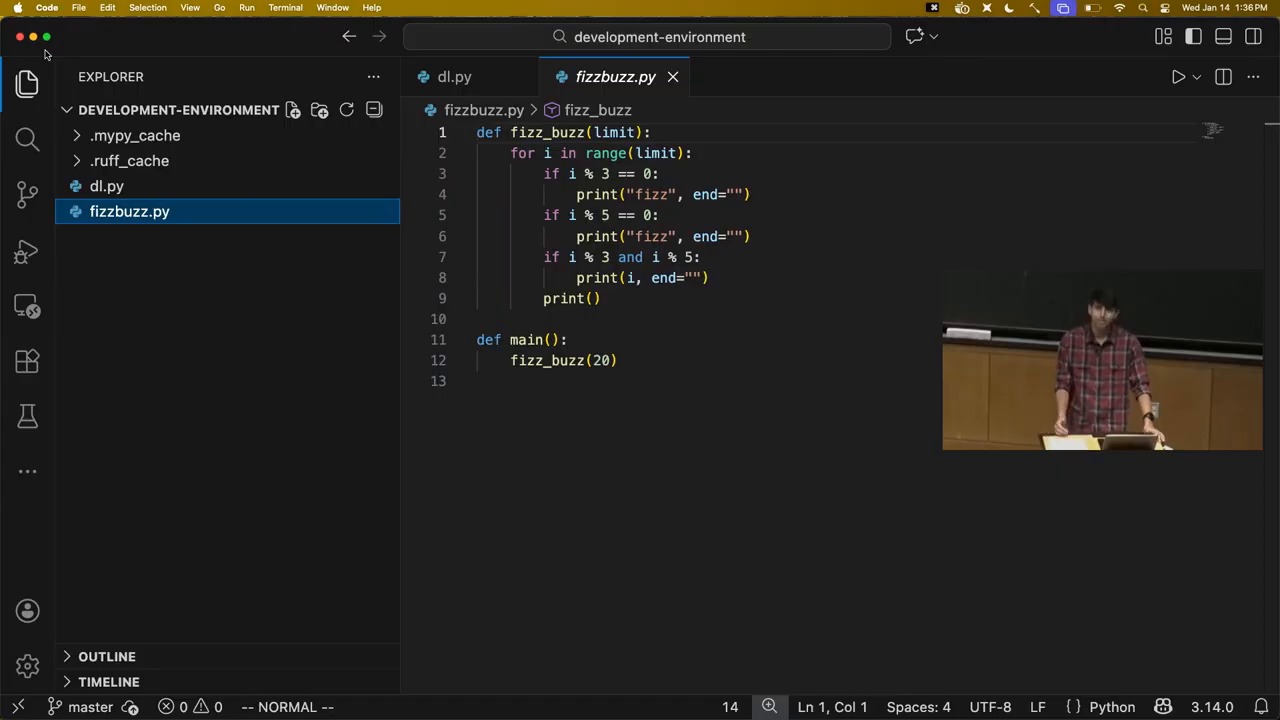 Code File Edit Selection View Go Run Terminal Window Help Wed Jan 14 1:36 PM
development-environment
EXPLORER
dl.py fizzbuzz.py
DEVELOPMENT-ENVIRONMENT
fizzbuzz.py > fizz_buzz
.mypy_cache
.ruff_cache
dl.py
fizzbuzz.py
1 def fizz_buzz(limit):
2 for i in range(limit):
3 if i % 3 == 0:
4 print("fizz", end="")
5 if i % 5 == 0:
6 print("fizz", end="")
7 if i % 3 and i % 5:
8 print(i, end="")
9 print()
10
11 def main():
12 fizz_buzz(20)
13
OUTLINE
TIMELINE
master 0 0 -- NORMAL -- 14 Ln 1, Col 1 Spaces: 4 UTF-8 LF { } Python 3.14.0